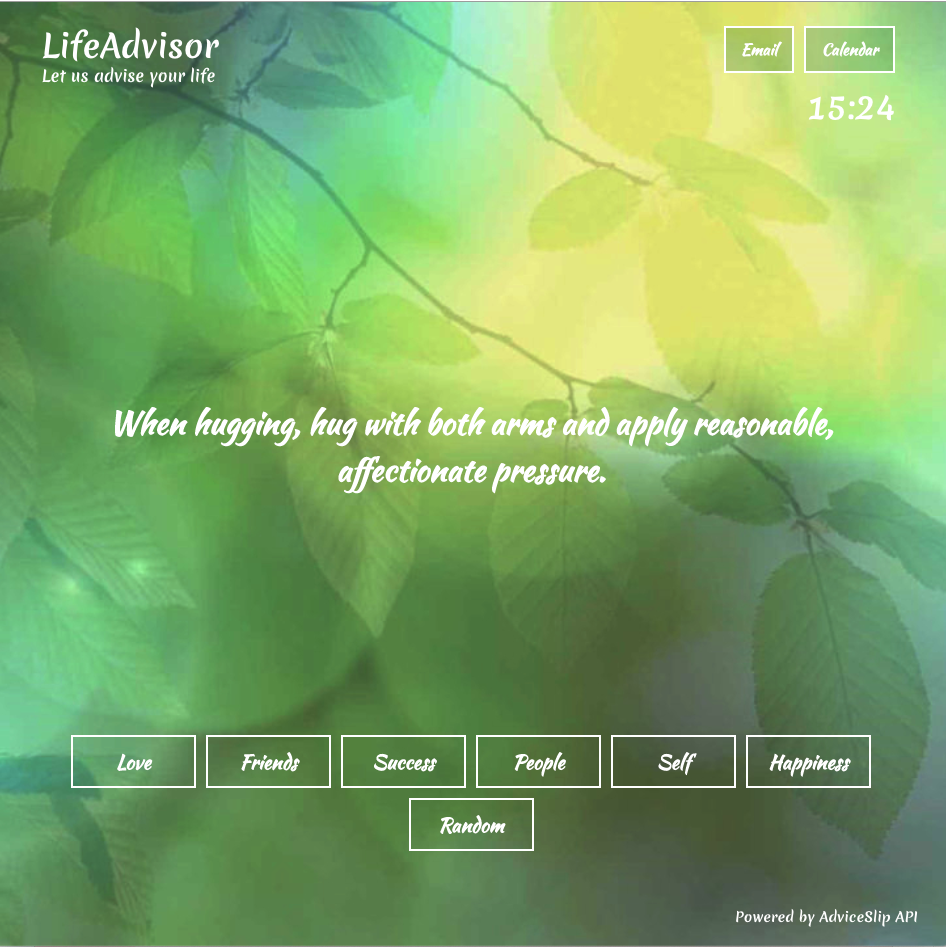 LifeAdvisor
Let us advise your life
Email
Calendar
15:24
When hugging, hug with both arms and apply reasonable,
affectionate pressure.
Love
Friends
Success
People
Self
Happiness
Random
Powered by AdviceSlip API